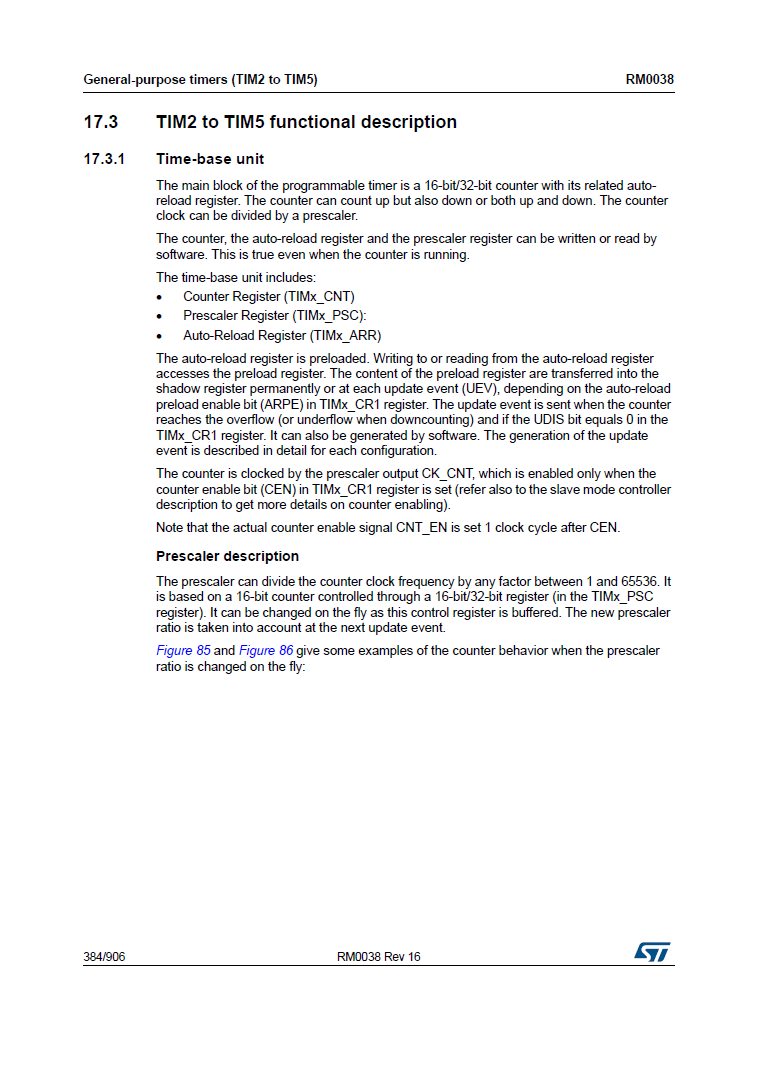 General-purpose timers (TIM2 to TIM5) RM0038
17.3 TIM2 to TIM5 functional description
17.3.1 Time-base unit
The main block of the programmable timer is a 16-bit/32-bit counter with its related auto-
reload register. The counter can count up but also down or both up and down. The counter
clock can be divided by a prescaler.
The counter, the auto-reload register and the prescaler register can be written or read by
software. This is true even when the counter is running.
The time-base unit includes:
• Counter Register (TIMx_CNT)
• Prescaler Register (TIMx_PSC):
• Auto-Reload Register (TIMx_ARR)
The auto-reload register is preloaded. Writing to or reading from the auto-reload register
accesses the preload register. The content of the preload register are transferred into the
shadow register permanently or at each update event (UEV), depending on the auto-reload
preload enable bit (ARPE) in TIMx_CR1 register. The update event is sent when the counter
reaches the overflow (or underflow when downcounting) and if the UDIS bit equals 0 in the
TIMx_CR1 register. It can also be generated by software. The generation of the update
event is described in detail for each configuration.
The counter is clocked by the prescaler output CK_CNT, which is enabled only when the
counter enable bit (CEN) in TIMx_CR1 register is set (refer also to the slave mode controller
description to get more details on counter enabling).
Note that the actual counter enable signal CNT_EN is set 1 clock cycle after CEN.
Prescaler description
The prescaler can divide the counter clock frequency by any factor between 1 and 65536. It
is based on a 16-bit counter controlled through a 16-bit/32-bit register (in the TIMx_PSC
register). It can be changed on the fly as this control register is buffered. The new prescaler
ratio is taken into account at the next update event.
Figure 85 and Figure 86 give some examples of the counter behavior when the prescaler
ratio is changed on the fly:
384/906 RM0038 Rev 16 ST